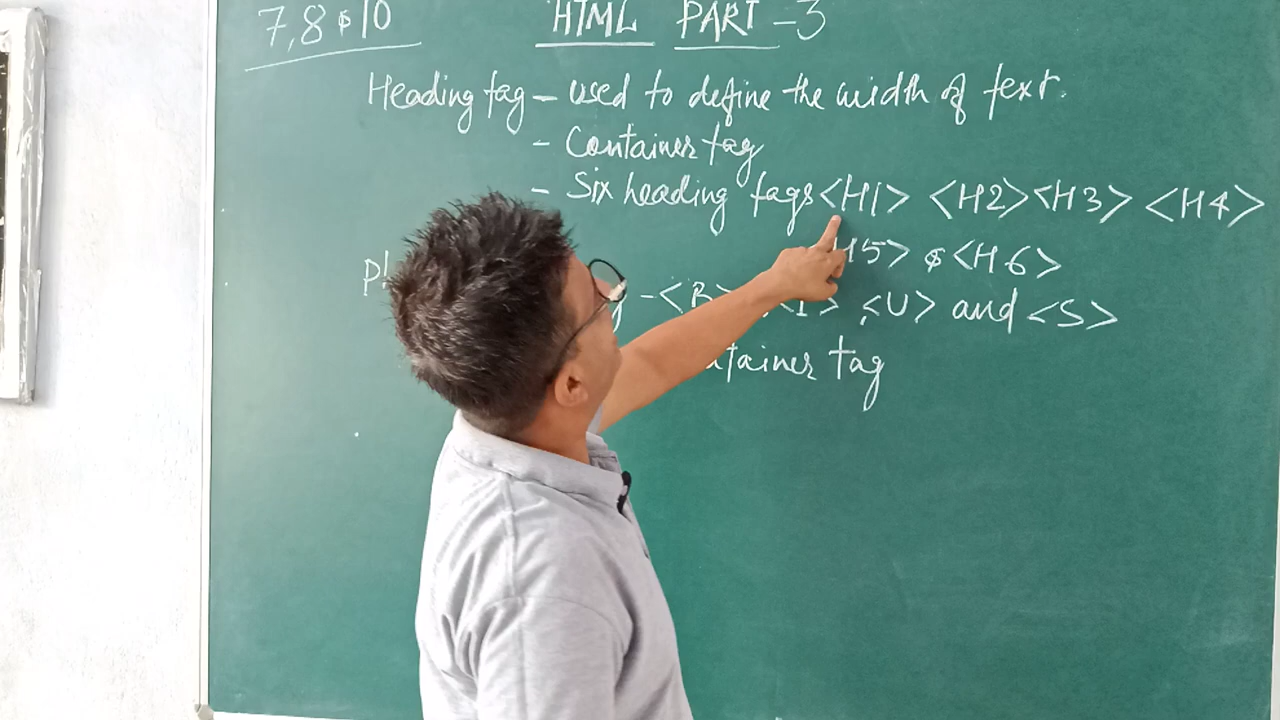 7, 8 & 10
HTML PART - 3
Heading tag - used to define the width of text.
- Container tag
- Six heading tags <H1> <H2> <H3> <H4>
H5> & <H6>
- <B> <I>, <U> and <S>
tag